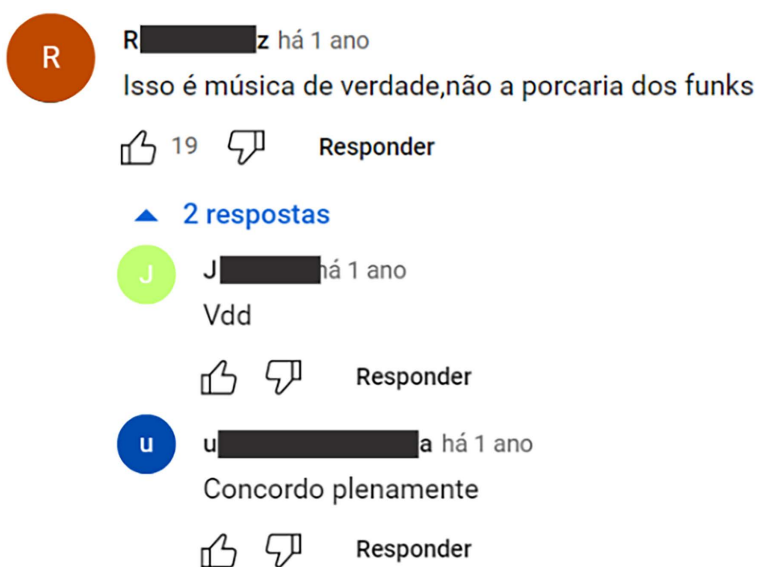 R
R z há 1 ano
Isso é música de verdade,não a porcaria dos funks
19 Responder
2 respostas
J
J há 1 ano
Vdd
Responder
u
u a há 1 ano
Concordo plenamente
Responder